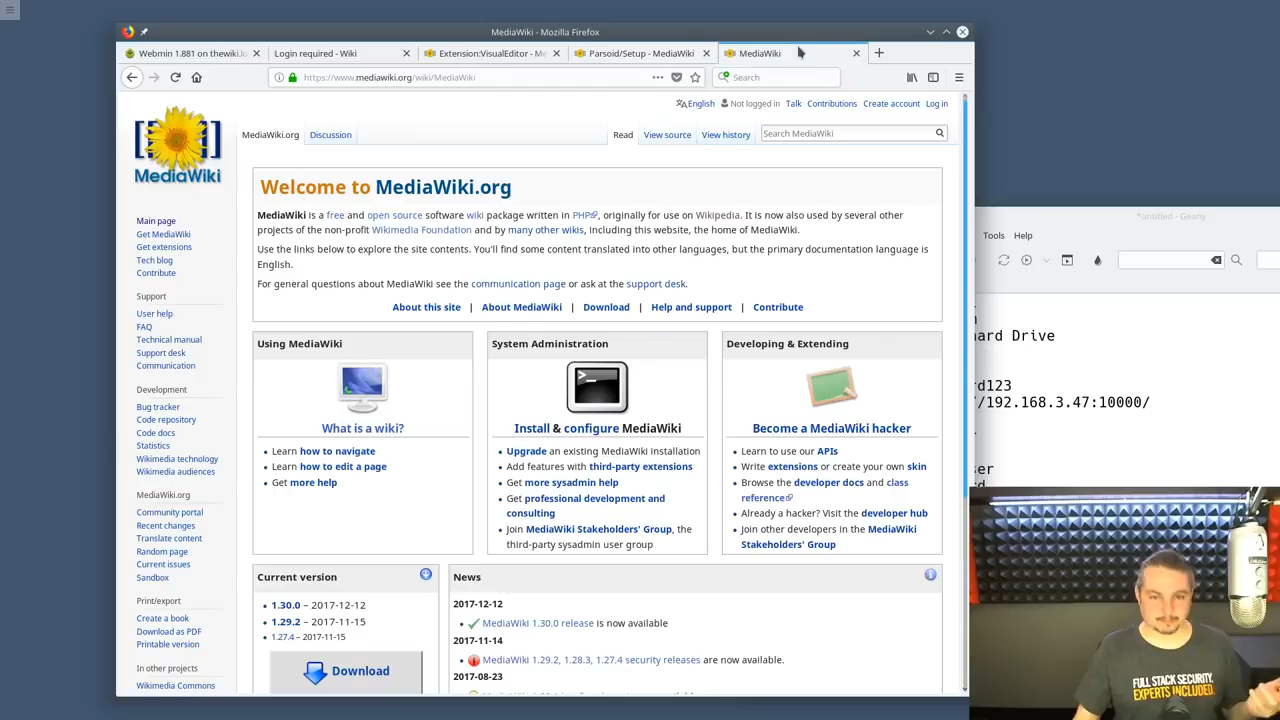 MediaWiki - Mozilla Firefox
Webmin 1.881 on thewiki.lo
Login required - Wiki
Extension:VisualEditor - Me
Parsoid/Setup - MediaWiki
MediaWiki
https://www.mediawiki.org/wiki/MediaWiki
Search
English Not logged in Talk Contributions Create account Log in
MediaWiki.org Discussion Read View source View history Search MediaWiki
MediaWiki
Main page
Get MediaWiki
Get extensions
Tech blog
Contribute
Support
User help
FAQ
Technical manual
Support desk
Communication
Development
Bug tracker
Code repository
Code docs
Statistics
Wikimedia technology
Wikimedia audiences
MediaWiki.org
Community portal
Recent changes
Translate content
Random page
Current issues
Sandbox
Print/export
Create a book
Download as PDF
Printable version
In other projects
Wikimedia Commons
Welcome to MediaWiki.org
MediaWiki is a free and open source software wiki package written in PHP, originally for use on Wikipedia. It is now also used by several other
projects of the non-profit Wikimedia Foundation and by many other wikis, including this website, the home of MediaWiki.
Use the links below to explore the site contents. You'll find some content translated into other languages, but the primary documentation language is
English.
For general questions about MediaWiki see the communication page or ask at the support desk.
About this site | About MediaWiki | Download | Help and support | Contribute
Using MediaWiki
What is a wiki?
Learn how to navigate
Learn how to edit a page
Get more help
System Administration
Install & configure MediaWiki
Upgrade an existing MediaWiki Installation
Add features with third-party extensions
Get more sysadmin help
Get professional development and
consulting
Join MediaWiki Stakeholders' Group, the
third-party sysadmin user group
Developing & Extending
Become a MediaWiki hacker
Learn to use our APIs
Write extensions or create your own skin
Browse the developer docs and class
reference
Already a hacker? Visit the developer hub
Join other developers in the MediaWiki
Stakeholders' Group
Current version
1.30.0 – 2017-12-12
1.29.2 – 2017-11-15
1.27.4 – 2017-11-15
Download
News
2017-12-12
MediaWiki 1.30.0 release is now available
2017-11-14
MediaWiki 1.29.2, 1.28.3, 1.27.4 security releases are now available.
2017-08-23
*untitled - Geany
Tools Help
ard Drive
rd123
/192.168.3.47:10000/
ser
FULL STACK SECURITY.
EXPERTS INCLUDED.